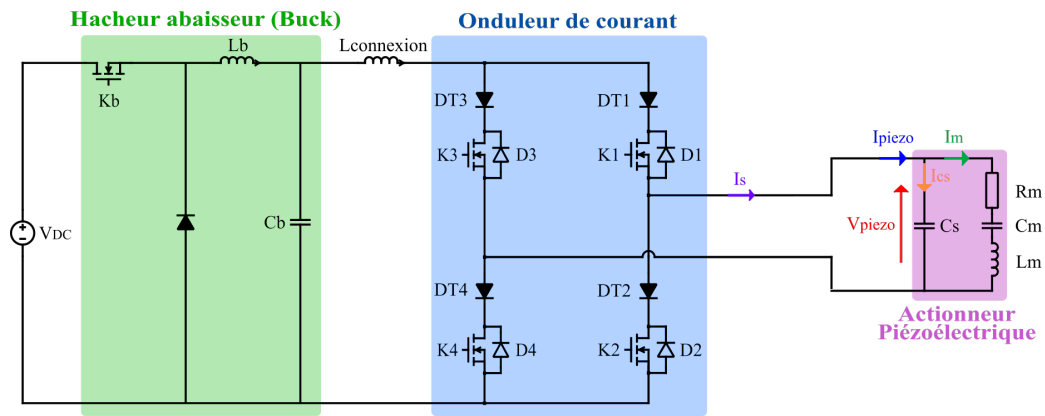 Hacheur abaisseur (Buck)
Onduleur de courant
Lb
Lconnexion
Kb
DT3
DT1
K3
D3
K1
D1
Ipiezo
Im
Is
Ics
Rm
VDC
Cb
Vpiezo
Cs
Cm
Lm
DT4
DT2
K4
D4
K2
D2
Actionneur
Piézoélectrique